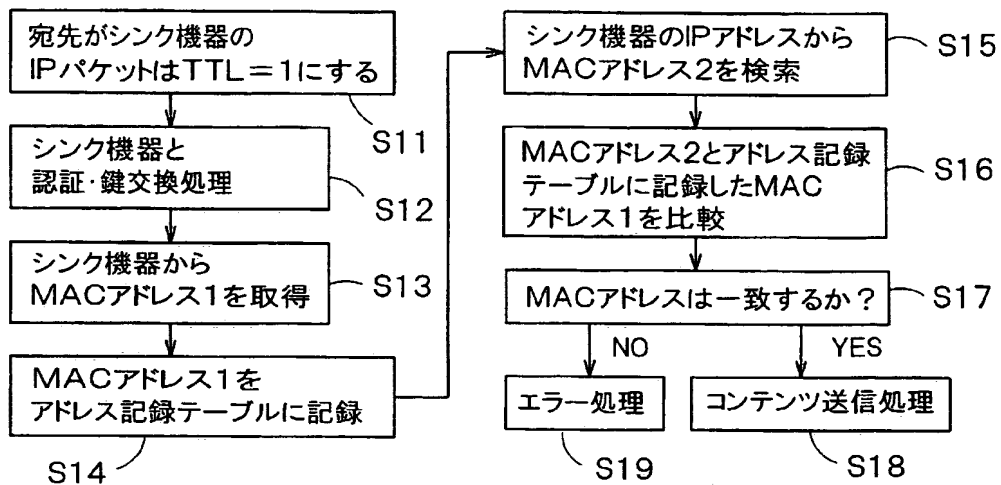 宛先がシンク機器の
IPパケットはTTL=1にする
S11
シンク機器と
認証・鍵交換処理
S12
シンク機器から
MACアドレス1を取得
S13
MACアドレス1を
アドレス記録テーブルに記録
S14
シンク機器のIPアドレスから
MACアドレス2を検索
S15
MACアドレス2とアドレス記録
テーブルに記録したMAC
アドレス1を比較
S16
MACアドレスは一致するか?
S17
NO
YES
エラー処理
コンテンツ送信処理
S19
S18